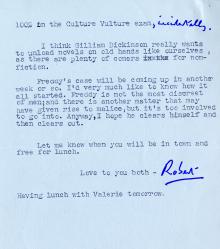 100% in the Culture Vulture exam,
I think Gillian Dickinson really wants
to unload novels on old hands like ourselves,
as there are plenty of comers for non-
fiction.
Freddy's case will be coming up in another
week or so. I'd very much like to know how
it all started. Freddy is not the most discreet
of men; and there is another matter that may
have given rise to malice, but it's too involved
to go into. Anyway, I hope he clears himself and
then clears out.
Let me know when you will be in town and
free for lunch.
Love to you both -
Robert
Having lunch with Valerie tomorrow.